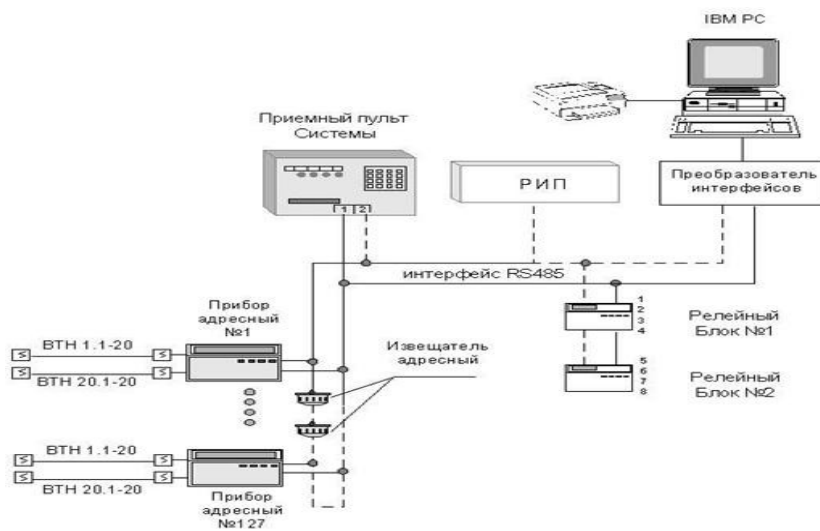 IBM PC
Приемный пульт
Системы
1 2
РИП
Преобразователь
интерфейсов
интерфейс RS485
Прибор
адресный
№1
ВТН 1.1-20
ВТН 20.1-20
Извещатель
адресный
1
2
3
4
Релейный
Блок №1
5
6
7
8
Релейный
Блок №2
ВТН 1.1-20
ВТН 20.1-20
Прибор
адресный
№127